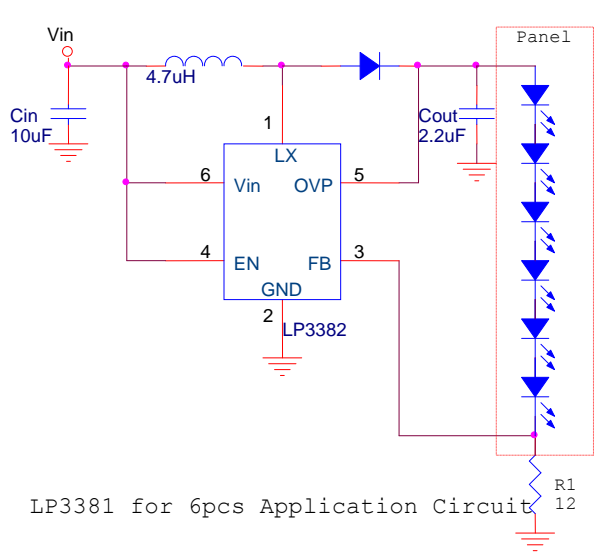 Vin
Panel
4.7uH
Cin
10uF
Cout
2.2uF
1
LX
6
Vin
OVP
5
4
EN
FB
3
GND
2
LP3382
R1
12
LP3381 for 6pcs Application Circuit